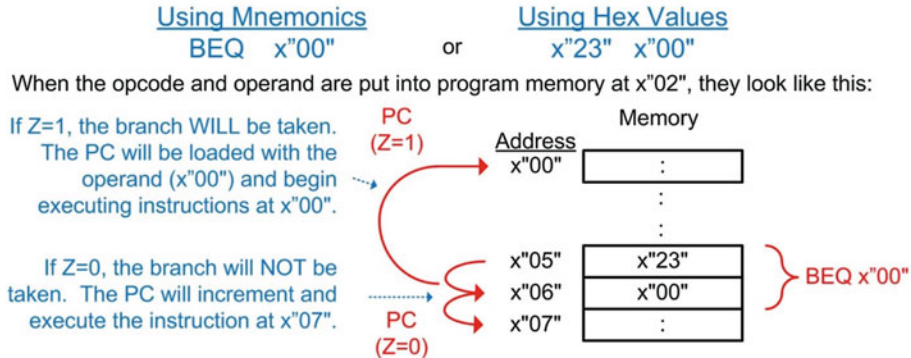 Using Mnemonics Using Hex Values
BEQ x"00" or x"23" x"00"
When the opcode and operand are put into program memory at x"02", they look like this:
If Z=1, the branch WILL be taken.
The PC will be loaded with the
operand (x"00") and begin
executing instructions at x"00".
PC
(Z=1)
Memory
Address
x"00" :
:
:
If Z=0, the branch will NOT be
taken. The PC will increment and
execute the instruction at x"07".
PC
(Z=0)
x"05" x"23"
x"06" x"00"
x"07" :
BEQ x"00"